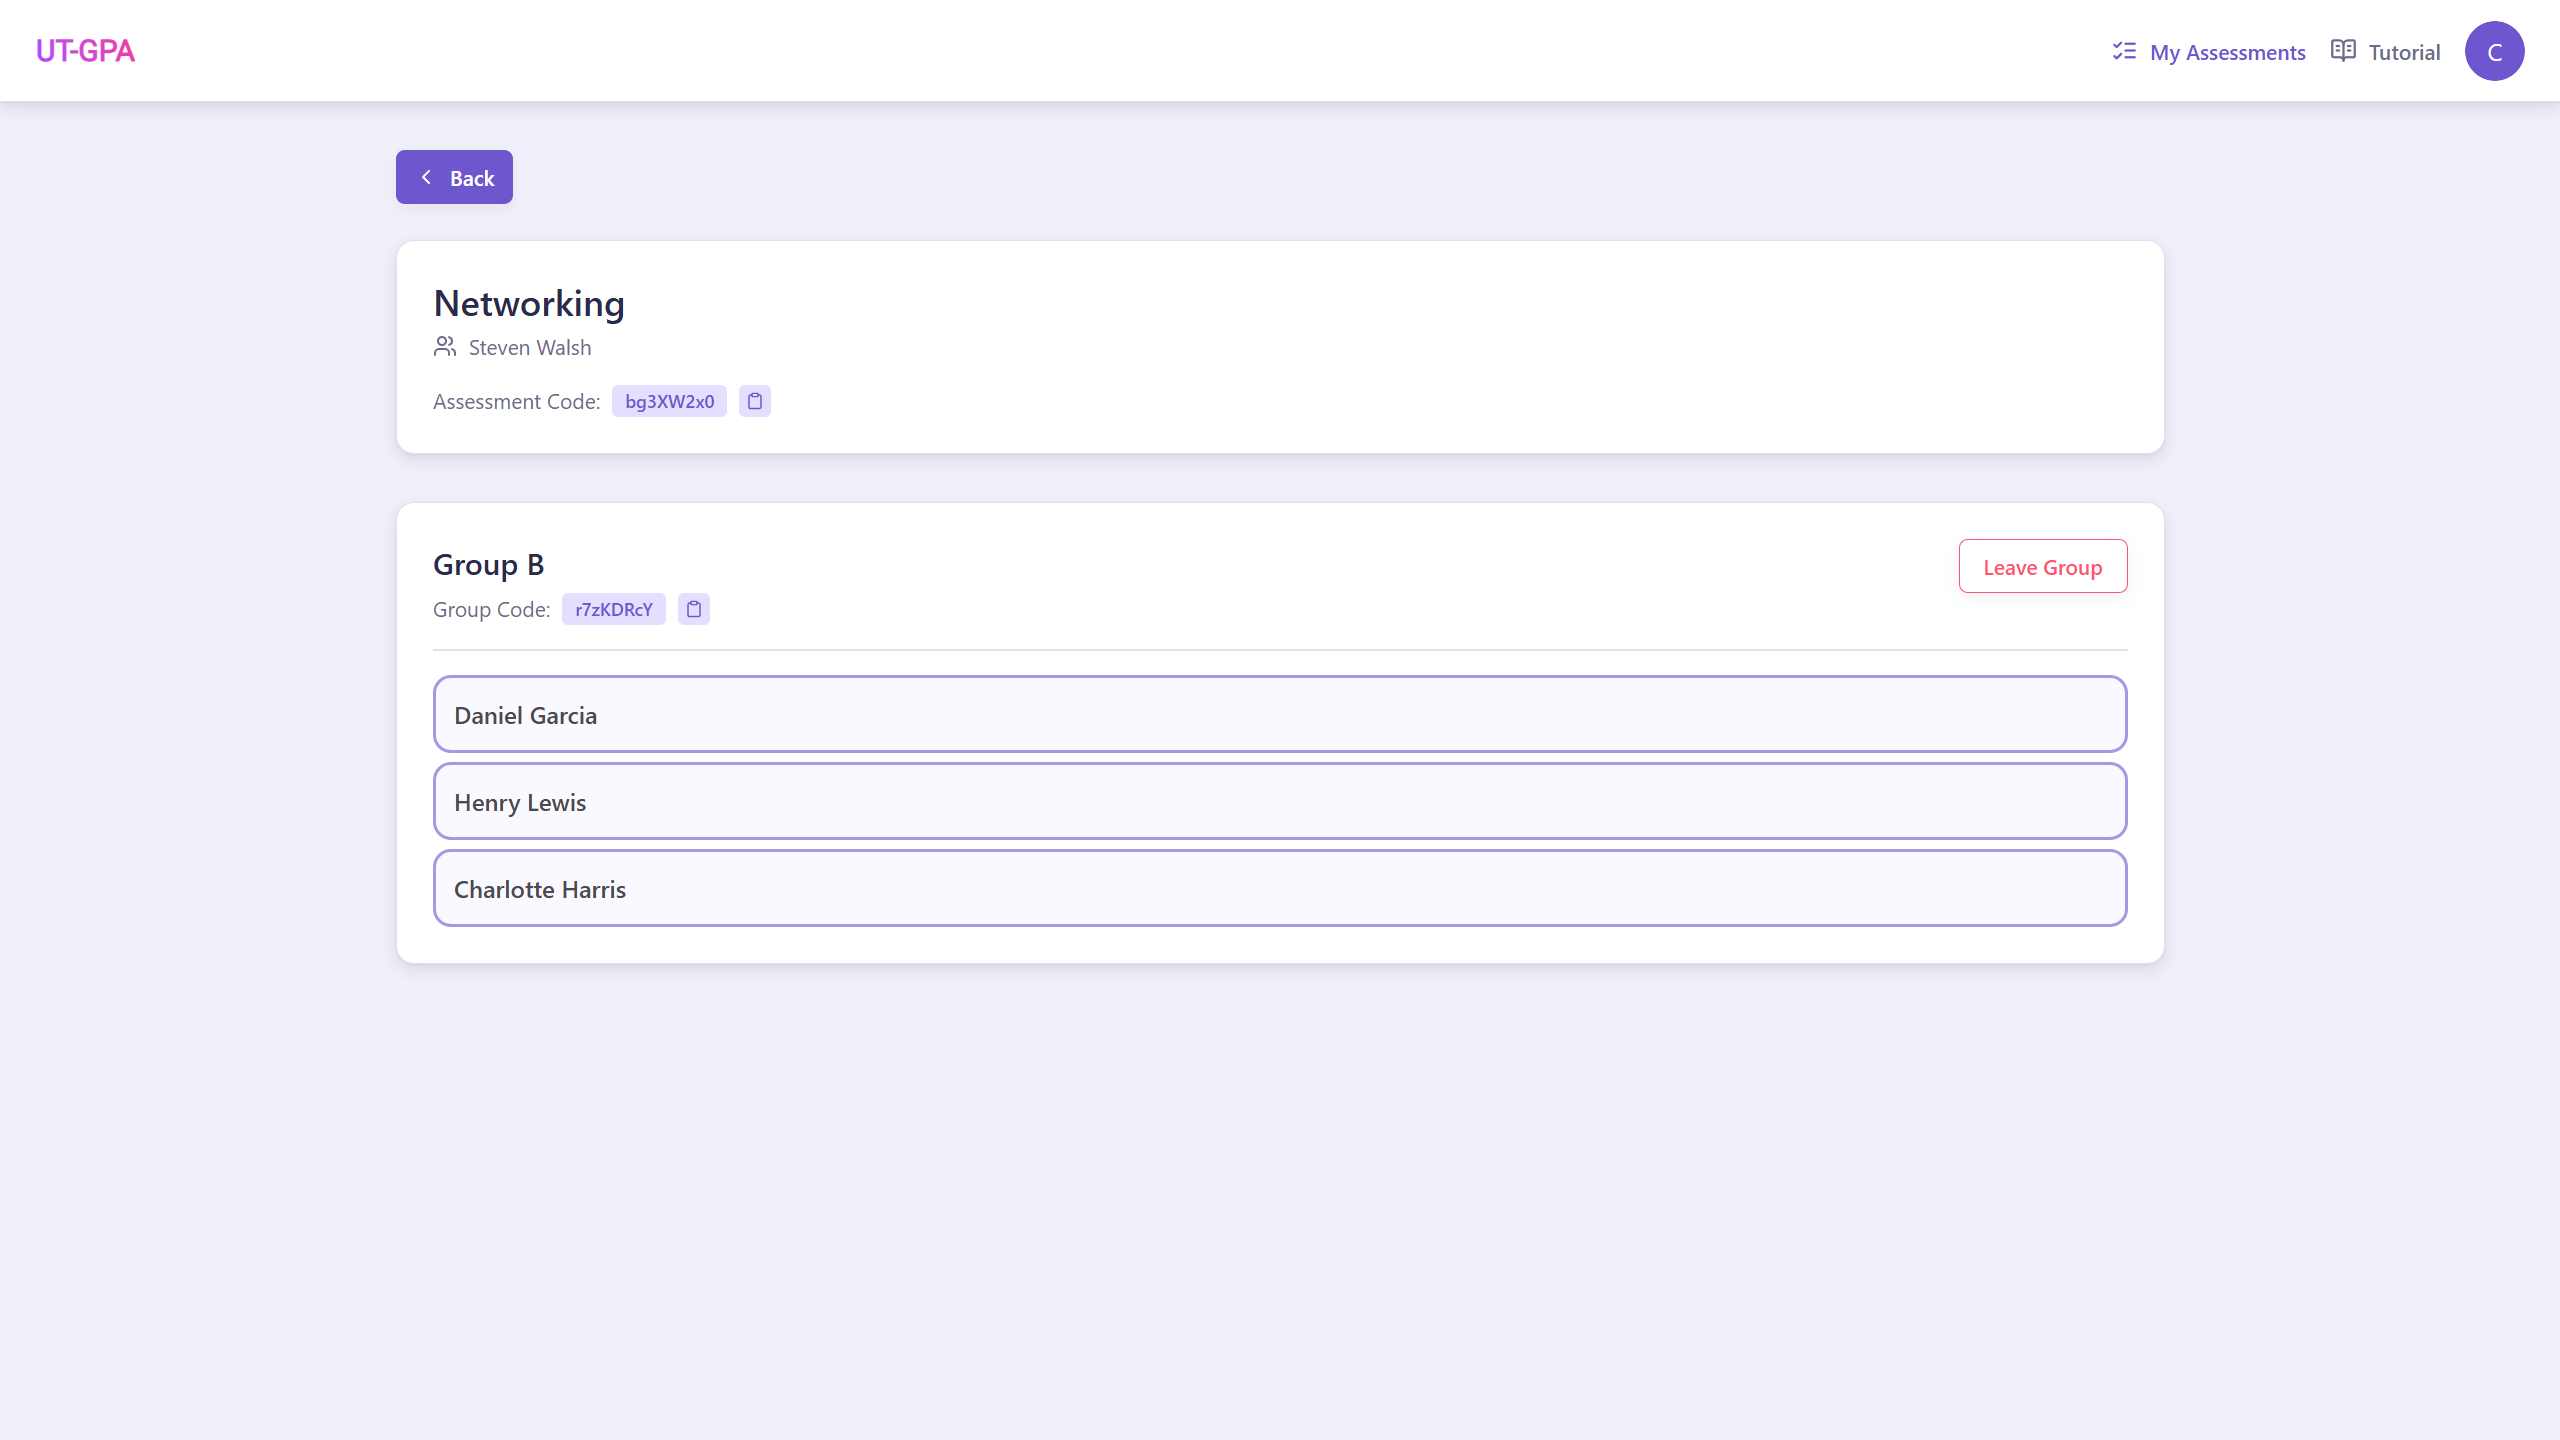 UT-GPA
My Assessments
Tutorial
C
Back
Networking
Steven Walsh
Assessment Code: bg3XW2x0
Group B
Leave Group
Group Code: r7zKDRcY
Daniel Garcia
Henry Lewis
Charlotte Harris